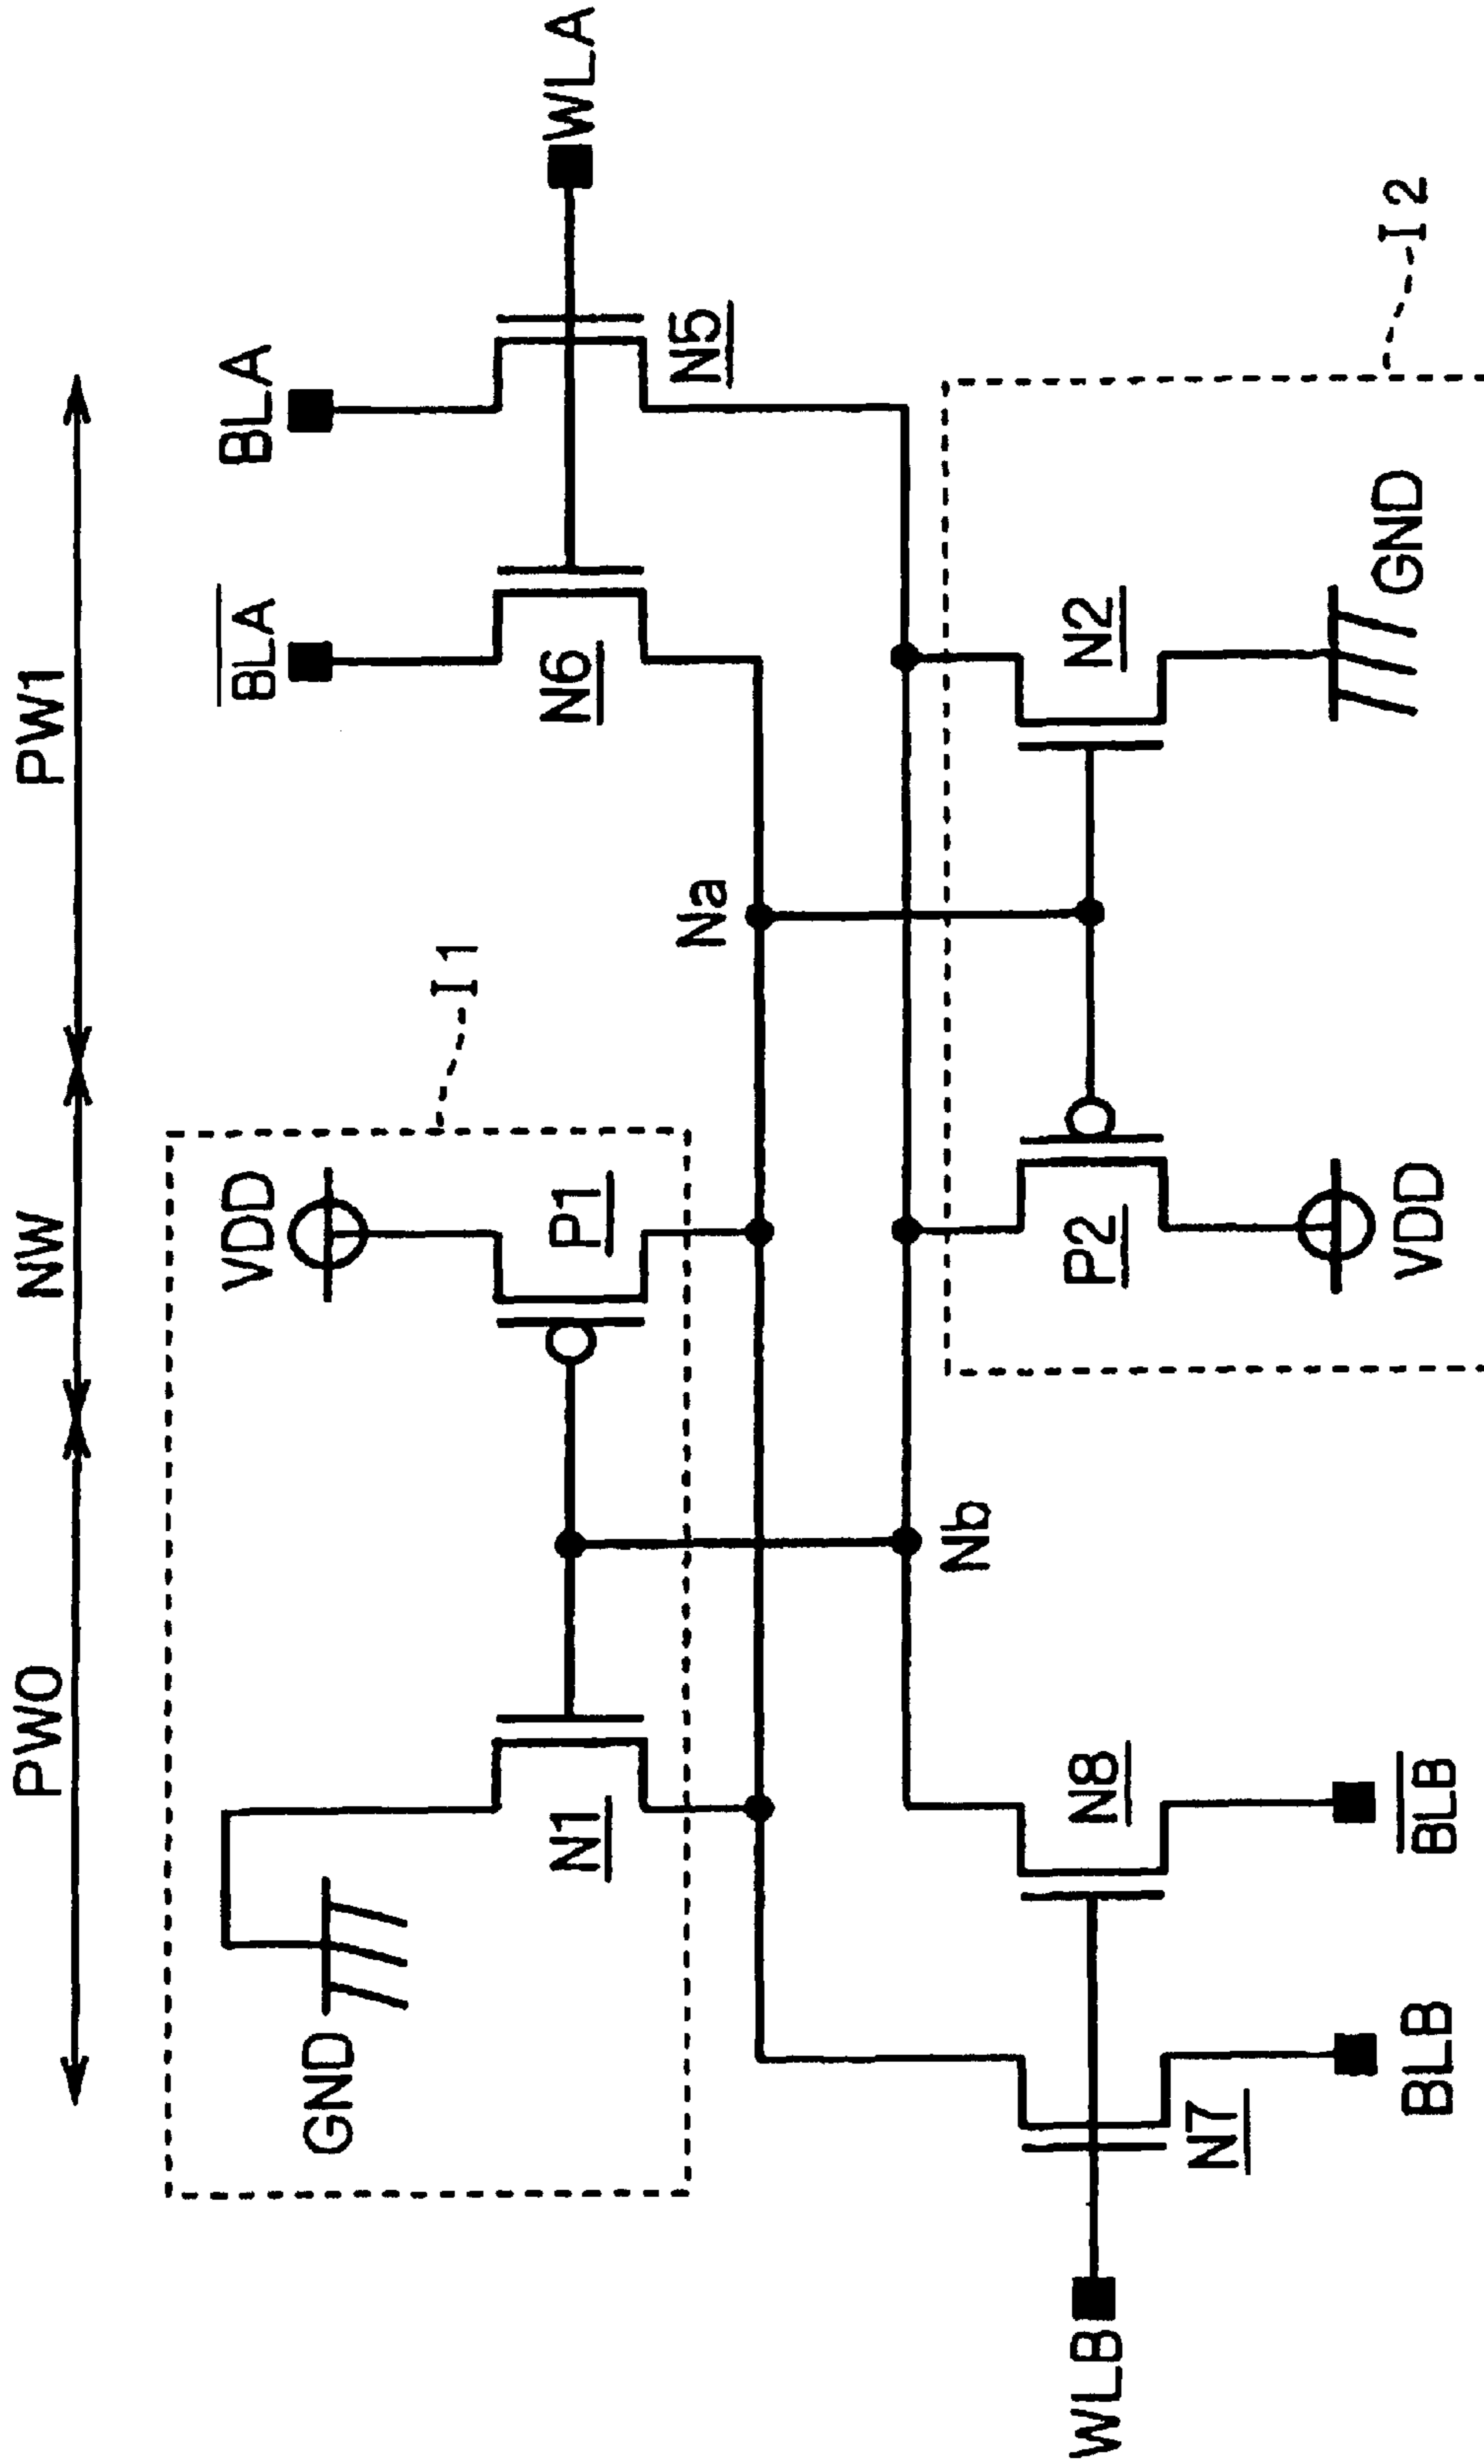 PW0
NW
PW1
I1
GND
VDD
BLA
BLA
N1
P1
N6
WLA
N5
Na
Nb
WLB
N7
N8
P2
N2
BLB
BLB
VDD
GND
I2